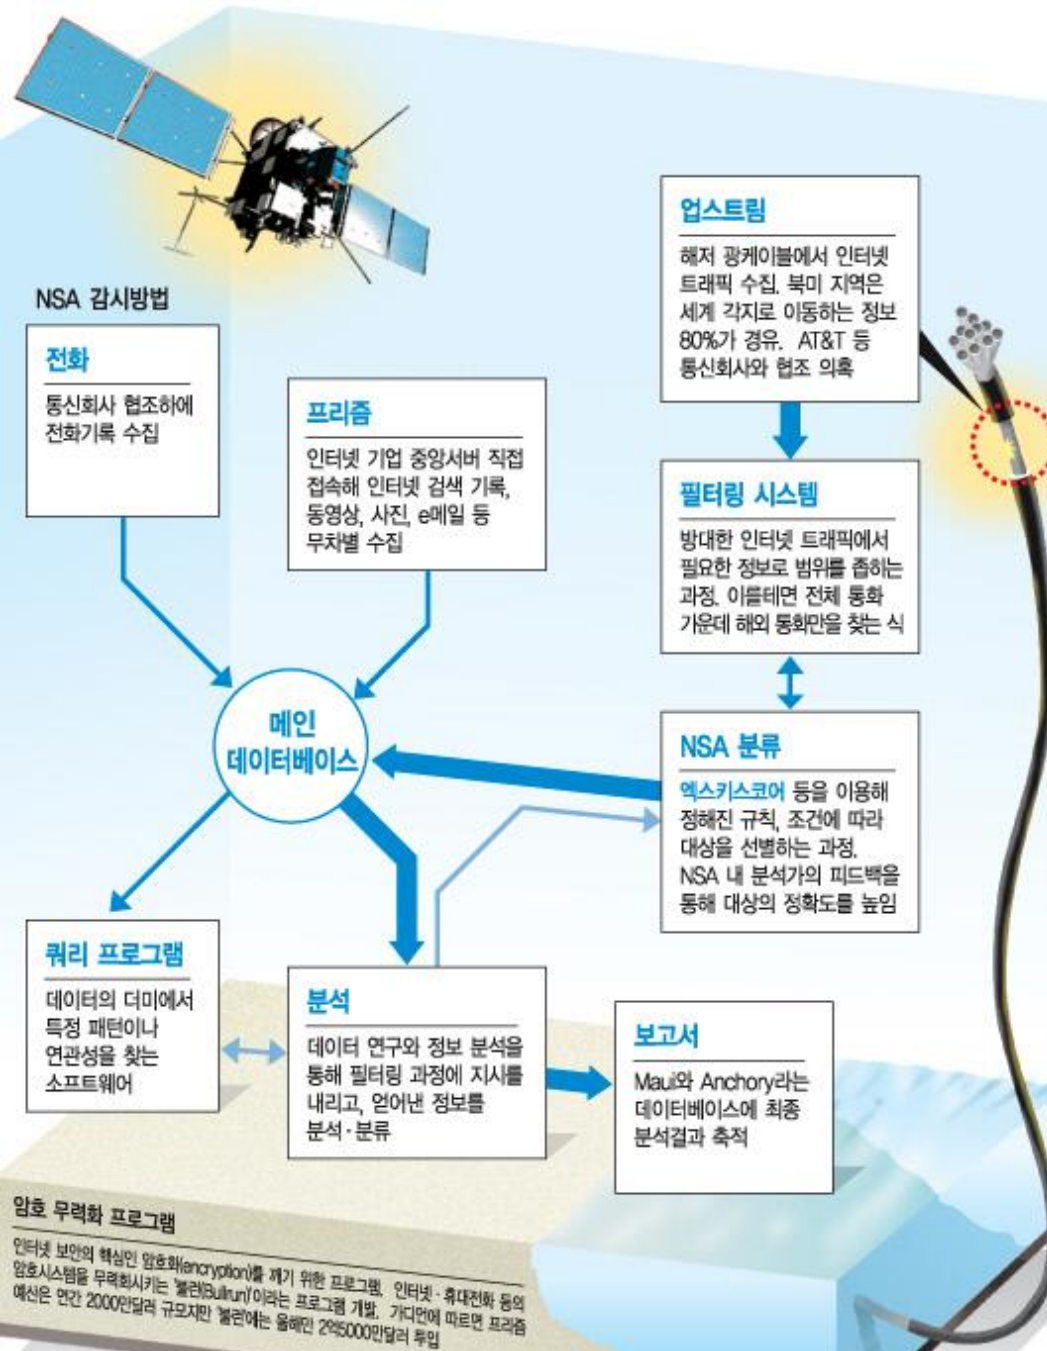 NSA 감시방법
전화
통신회사 협조하에
전화기록 수집
프리즘
인터넷 기업 중앙서버 직접
접속해 인터넷 검색 기록,
동영상, 사진, e메일 등
무차별 수집
업스트림
해저 광케이블에서 인터넷
트래픽 수집. 북미 지역은
세계 각지로 이동하는 정보
80%가 경유. AT&T 등
통신회사와 협조 의혹
필터링 시스템
방대한 인터넷 트래픽에서
필요한 정보로 범위를 좁히는
과정. 이를테면 전체 통화
가운데 해외 통화만을 찾는 식
메인
데이터베이스
NSA 분류
엑스키스코어 등을 이용해
정해진 규칙, 조건에 따라
대상을 선별하는 과정.
NSA 내 분석가의 피드백을
통해 대상의 정확도를 높임
쿼리 프로그램
데이터의 더미에서
특정 패턴이나
연관성을 찾는
소프트웨어
분석
데이터 연구와 정보 분석을
통해 필터링 과정에 지사를
내리고, 얻어낸 정보를
분석·분류
보고서
Maui와 Anchory라는
데이터베이스에 최종
분석결과 축적
암호 무력화 프로그램
인터넷 보안의 핵심인 암호화(encryption)를 깨기 위한 프로그램. 인터넷·휴대전화 등의
암호시스템을 무력화시키는 '불런(Bullrun)'이라는 프로그램 개발. 가디언에 따르면 프리즘
예산은 연간 2000만달러 규모지만 '불런'에는 올해만 2억5000만달러 투입